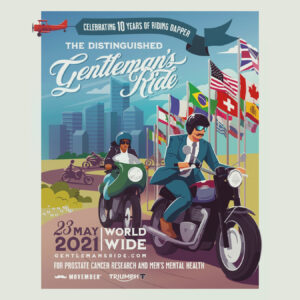 CELEBRATING 10 YEARS OF RIDING DAPPER
THE DISTINGUISHED
Gentleman's
Ride
23 MAY
2021
WORLD
WIDE
GENTLEMANSRIDE.COM
FOR PROSTATE CANCER RESEARCH AND MEN'S MENTAL HEALTH
MOVEMBER
TRIUMPH